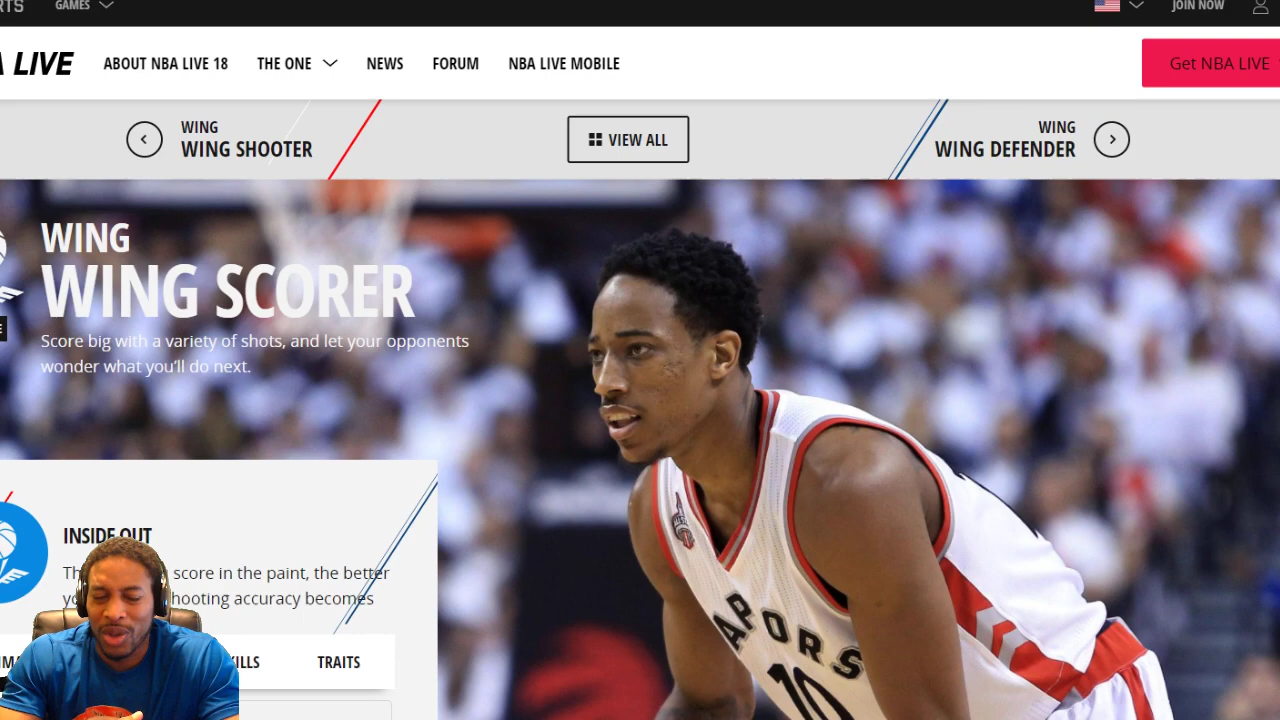 RTS GAMES JOIN NOW
A LIVE ABOUT NBA LIVE 18 THE ONE NEWS FORUM NBA LIVE MOBILE Get NBA LIVE
WING
WING SHOOTER
VIEW ALL
WING
WING DEFENDER
WING
WING SCORER
Score big with a variety of shots, and let your opponents
wonder what you'll do next.
INSIDE OUT
score in the paint, the better
hooting accuracy becomes
TRAITS
RAPTORS
10